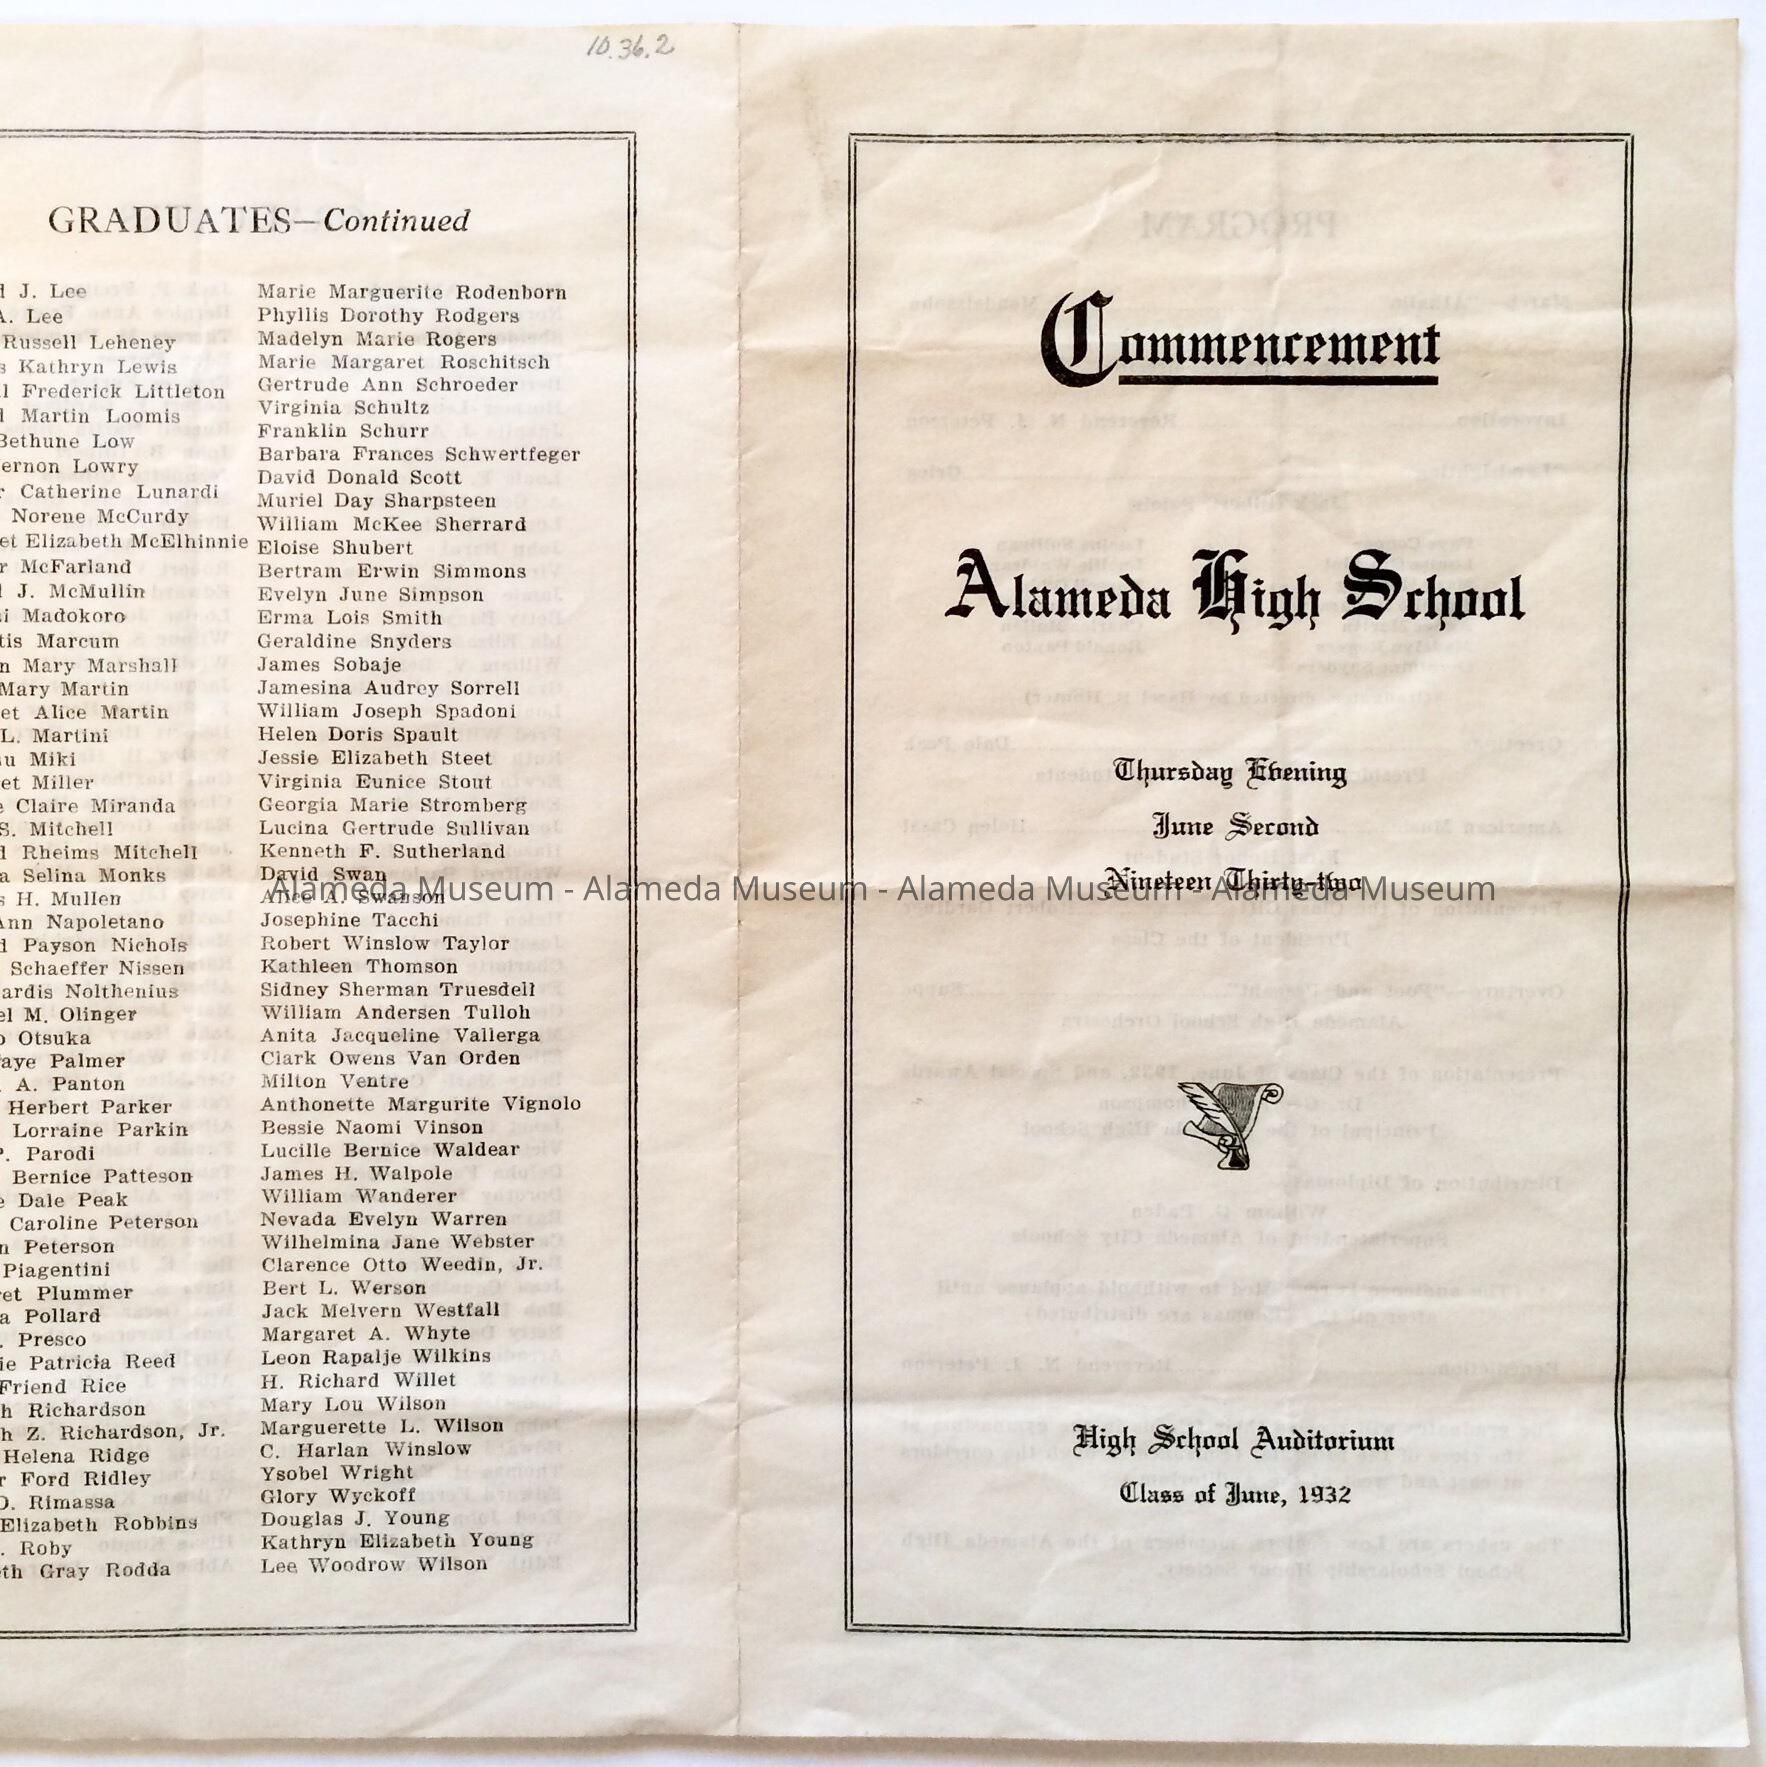 10.36.2
GRADUATES—Continued
J. Lee
A. Lee
Russell Leheney
Kathryn Lewis
Frederick Littleton
Martin Loomis
Bethune Low
Lowry
Catherine Lunardi
Norene McCurdy
Elizabeth McElhinnie
McFarland
J. McMullin
Madokoro
Marcum
Mary Marshall
Mary Martin
Alice Martin
L. Martini
Miki
Miller
Claire Miranda
S. Mitchell
Rheims Mitchell
Selina Monks
H. Mullen
Ann Napoletano
Payson Nichols
Schaeffer Nissen
Nolthenius
M. Olinger
Otsuka
Palmer
A. Panton
Herbert Parker
Lorraine Parkin
P. Parodi
Bernice Patteson
Dale Peak
Caroline Peterson
Peterson
Piagentini
Plummer
Pollard
Presco
Patricia Reed
Friend Rice
Richardson
Z. Richardson, Jr.
Helena Ridge
Ford Ridley
D. Rimassa
Elizabeth Robbins
Roby
Gray Rodda
Marie Marguerite Rodenborn
Phyllis Dorothy Rodgers
Madelyn Marie Rogers
Marie Margaret Roschitsch
Gertrude Ann Schroeder
Virginia Schultz
Franklin Schurr
Barbara Frances Schwertfeger
David Donald Scott
Muriel Day Sharpsteen
William McKee Sherrard
Eloise Shubert
Bertram Erwin Simmons
Evelyn June Simpson
Erma Lois Smith
Geraldine Snyders
James Sobaje
Jamesina Audrey Sorrell
William Joseph Spadoni
Helen Doris Spault
Jessie Elizabeth Steet
Virginia Eunice Stout
Georgia Marie Stromberg
Lucina Gertrude Sullivan
Kenneth F. Sutherland
David Swan
Alice A. Swanson
Josephine Tacchi
Robert Winslow Taylor
Kathleen Thomson
Sidney Sherman Truesdell
William Andersen Tulloh
Anita Jacqueline Vallerga
Clark Owens Van Orden
Milton Ventre
Anthonette Margurite Vignolo
Bessie Naomi Vinson
Lucille Bernice Waldear
James H. Walpole
William Wanderer
Nevada Evelyn Warren
Wilhelmina Jane Webster
Clarence Otto Weedin, Jr.
Bert L. Werson
Jack Melvern Westfall
Margaret A. Whyte
Leon Rapalje Wilkins
H. Richard Willet
Mary Lou Wilson
Marguerette L. Wilson
C. Harlan Winslow
Ysobel Wright
Glory Wyckoff
Douglas J. Young
Kathryn Elizabeth Young
Lee Woodrow Wilson
Commencement
Alameda High School
Thursday Evening
June Second
Nineteen Thirty-two
High School Auditorium
Class of June, 1932
Alameda Museum - Alameda Museum - Alameda Museum - Alameda Museum